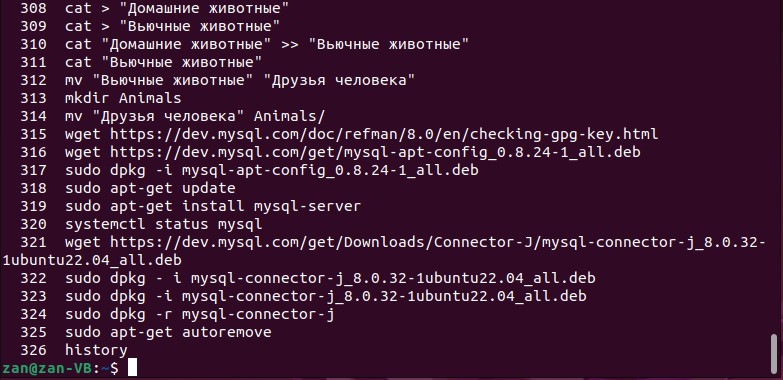 308 cat > "Домашние животные"
309 cat > "Вьючные животные"
310 cat "Домашние животные" >> "Вьючные животные"
311 cat "Вьючные животные"
312 mv "Вьючные животные" "Друзья человека"
313 mkdir Animals
314 mv "Друзья человека" Animals/
315 wget https://dev.mysql.com/doc/refman/8.0/en/checking-gpg-key.html
316 wget https://dev.mysql.com/get/mysql-apt-config_0.8.24-1_all.deb
317 sudo dpkg -i mysql-apt-config_0.8.24-1_all.deb
318 sudo apt-get update
319 sudo apt-get install mysql-server
320 systemctl status mysql
321 wget https://dev.mysql.com/get/Downloads/Connector-J/mysql-connector-j_8.0.32-
1ubuntu22.04_all.deb
322 sudo dpkg - i mysql-connector-j_8.0.32-1ubuntu22.04_all.deb
323 sudo dpkg -i mysql-connector-j_8.0.32-1ubuntu22.04_all.deb
324 sudo dpkg -r mysql-connector-j
325 sudo apt-get autoremove
326 history
zan@zan-VB:~$